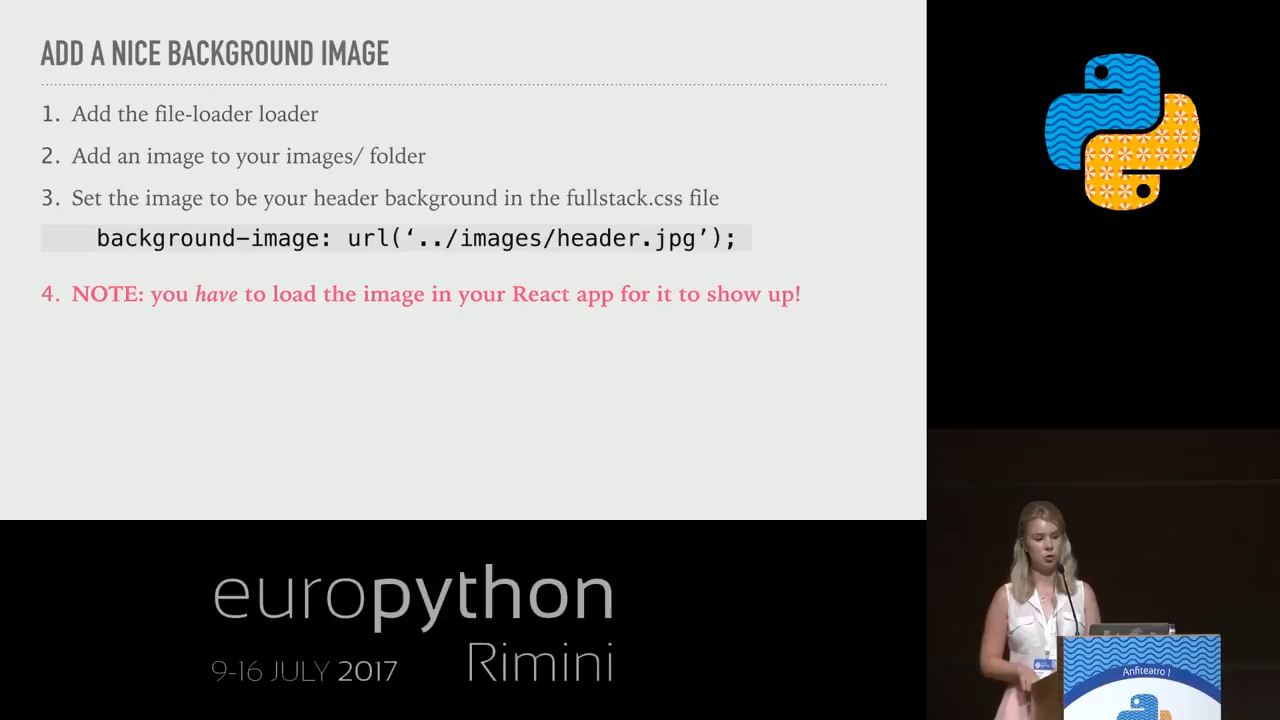 ADD A NICE BACKGROUND IMAGE
1. Add the file-loader loader
2. Add an image to your images/ folder
3. Set the image to be your header background in the fullstack.css file
background-image: url(‘../images/header.jpg’);
4. NOTE: you have to load the image in your React app for it to show up!
europython
Rimini
9-16 JULY 2017
Anfiteatro 1